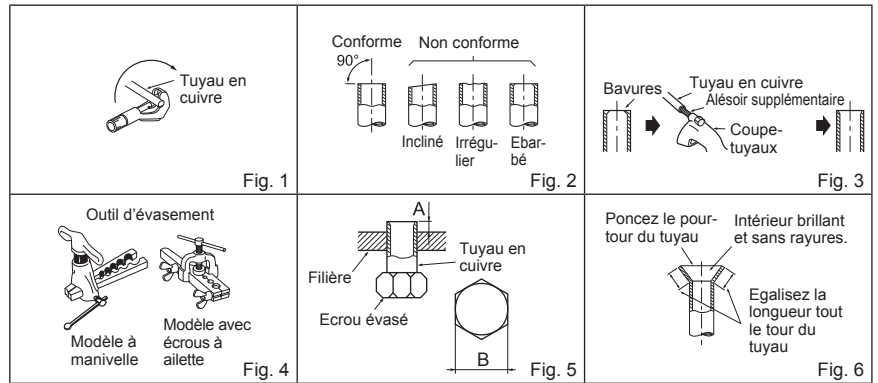 Tuyau en
cuivre
Fig. 1
Conforme
Non conforme
90°
Incliné
Irrégu-
lier
Ebar-
bé
Fig. 2
Bavures
Tuyau en cuivre
Alésoir supplémentaire
Coupe-
tuyaux
Fig. 3
Outil d'évasement
Modèle à
manivelle
Modèle avec
écrous à
ailette
Fig. 4
A
Filière
Tuyau en
cuivre
Ecrou évasé
B
Fig. 5
Poncez le pour-
tour du tuyau
Intérieur brillant
et sans rayures.
Egalisez la
longueur tout
le tour du
tuyau
Fig. 6